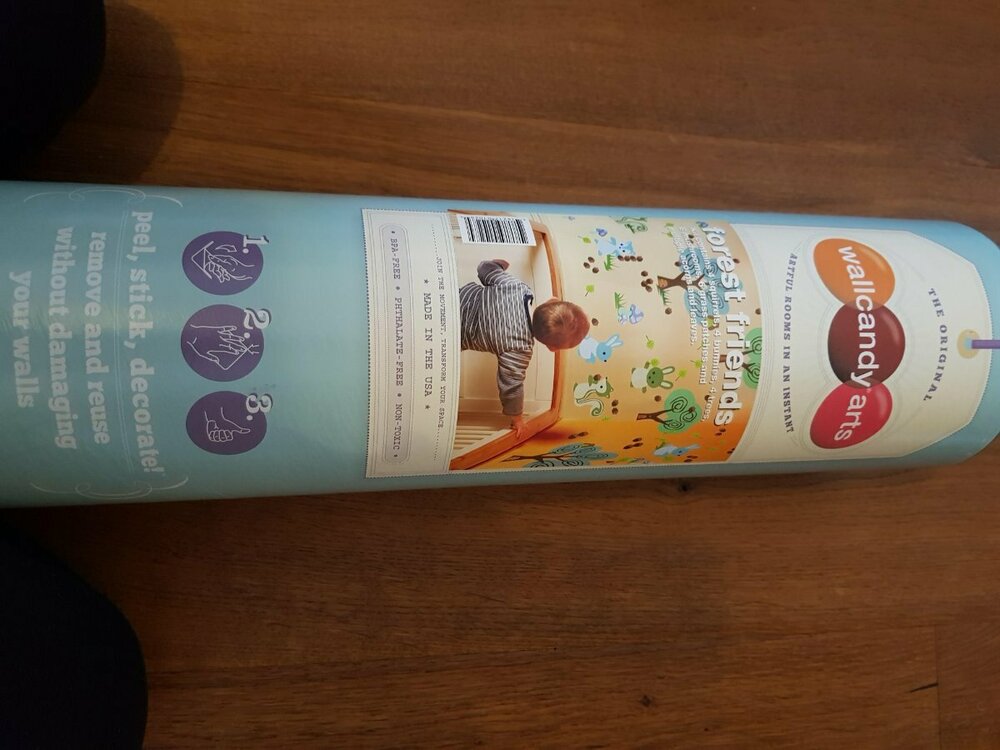 THE ORIGINAL
wallcandyarts
ARTFUL ROOMS IN AN INSTANT
forest friends
JOIN THE MOVEMENT, TRANSFORM YOUR SPACE
★ MADE IN THE USA ★
• BPA-FREE • PHTHALATE-FREE • NON-TOXIC •
1. 2. 3.
peel, stick, decorate!
remove and reuse
without damaging
your walls